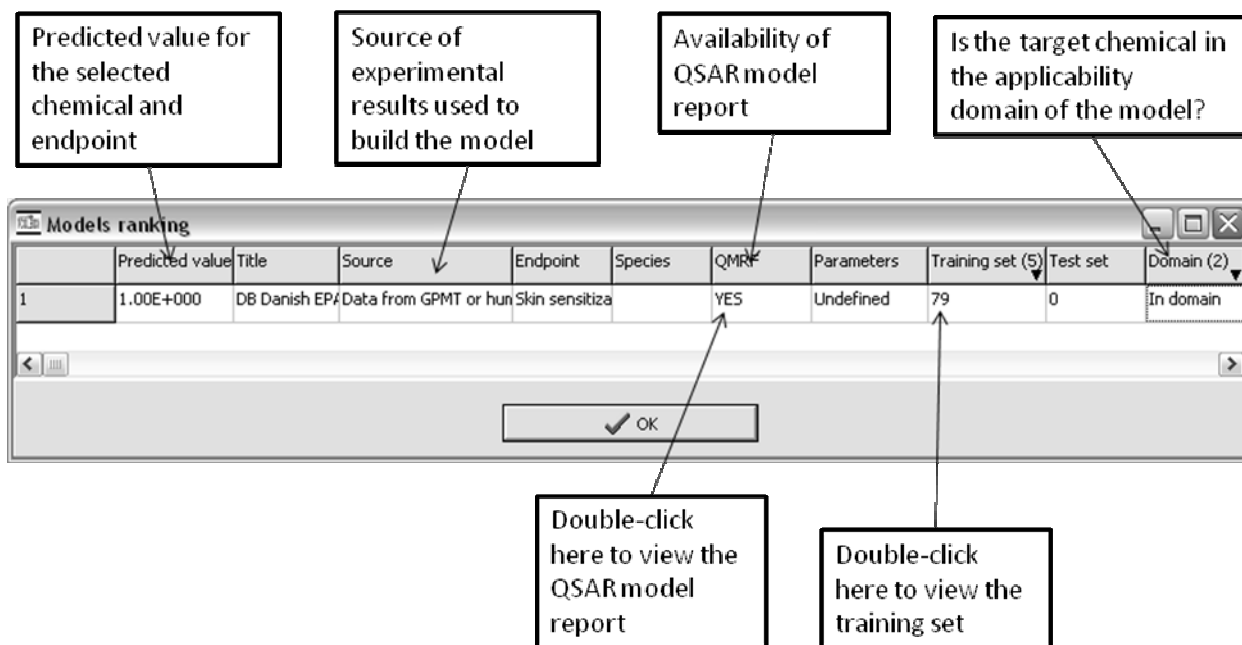 Predicted value for
the selected
chemical and
endpoint
Source of
experimental
results used to
build the model
Availability of
QSAR model
report
Is the target chemical in
the applicability
domain of the model?
Models ranking
Predicted value Title Source Endpoint Species QMRF Parameters Training set (5) Test set Domain (2)
1 1.00E+000 DB Danish EPA Data from GPMT or hun Skin sensitiza YES Undefined 79 0 In domain
OK
Double-click
here to view the
QSAR model
report
Double-click
here to view the
training set